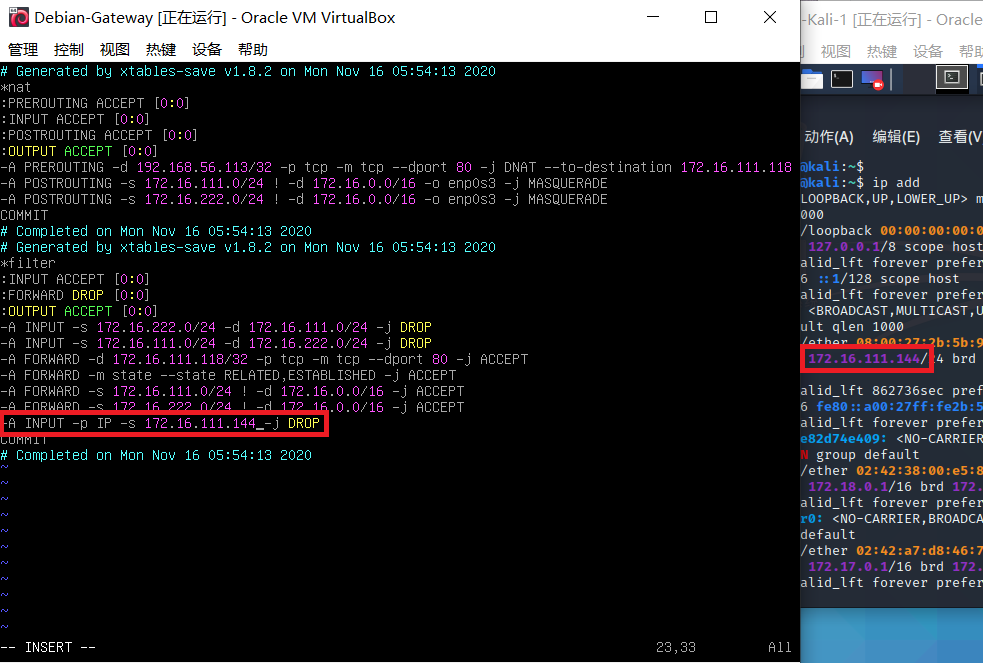 Debian-Gateway [正在运行] - Oracle VM VirtualBox
管理 控制 视图 热键 设备 帮助
# Generated by xtables-save v1.8.2 on Mon Nov 16 05:54:13 2020
*nat
:PREROUTING ACCEPT [0:0]
:INPUT ACCEPT [0:0]
:POSTROUTING ACCEPT [0:0]
:OUTPUT ACCEPT [0:0]
-A PREROUTING -d 192.168.56.113/32 -p tcp -m tcp --dport 80 -j DNAT --to-destination 172.16.111.118
-A POSTROUTING -s 172.16.111.0/24 ! -d 172.16.0.0/16 -o enp0s3 -j MASQUERADE
-A POSTROUTING -s 172.16.222.0/24 ! -d 172.16.0.0/16 -o enp0s3 -j MASQUERADE
COMMIT
# Completed on Mon Nov 16 05:54:13 2020
# Generated by xtables-save v1.8.2 on Mon Nov 16 05:54:13 2020
*filter
:INPUT ACCEPT [0:0]
:FORWARD DROP [0:0]
:OUTPUT ACCEPT [0:0]
-A INPUT -s 172.16.222.0/24 -d 172.16.111.0/24 -j DROP
-A INPUT -s 172.16.111.0/24 -d 172.16.222.0/24 -j DROP
-A FORWARD -d 172.16.111.118/32 -p tcp -m tcp --dport 80 -j ACCEPT
-A FORWARD -m state --state RELATED,ESTABLISHED -j ACCEPT
-A FORWARD -s 172.16.111.0/24 ! -d 172.16.0.0/16 -j ACCEPT
-A FORWARD -s 172.16.222.0/24 ! -d 172.16.0.0/16 -j ACCEPT
-A INPUT -p IP -s 172.16.111.144 -j DROP
COMMIT
# Completed on Mon Nov 16 05:54:13 2020
~
~
~
~
~
~
~
~
~
~
~
-- INSERT -- 23,33 All
-Kali-1 [正在运行] - Oracle
视图 热键 设备 帮助
动作(A) 编辑(E) 查看(V
@kali:~$
@kali:~$ ip add
LOOPBACK,UP,LOWER_UP> m
000
/loopback 00:00:00:00:0
127.0.0.1/8 scope host
alid_lft forever prefer
6 ::1/128 scope host
alid_lft forever prefer
<BROADCAST,MULTICAST,U
ult qlen 1000
/ether 08:00:27:2b:5b:9
172.16.111.144/24 brd
alid_lft 862736sec pref
6 fe80::a00:27ff:fe2b:5
alid_lft forever prefer
e82d74e409: <NO-CARRIER
N group default
/ether 02:42:38:00:e5:8
172.18.0.1/16 brd 172.
alid_lft forever prefer
r0: <NO-CARRIER,BROADCA
default
/ether 02:42:a7:d8:46:7
172.17.0.1/16 brd 172.
alid_lft forever prefer